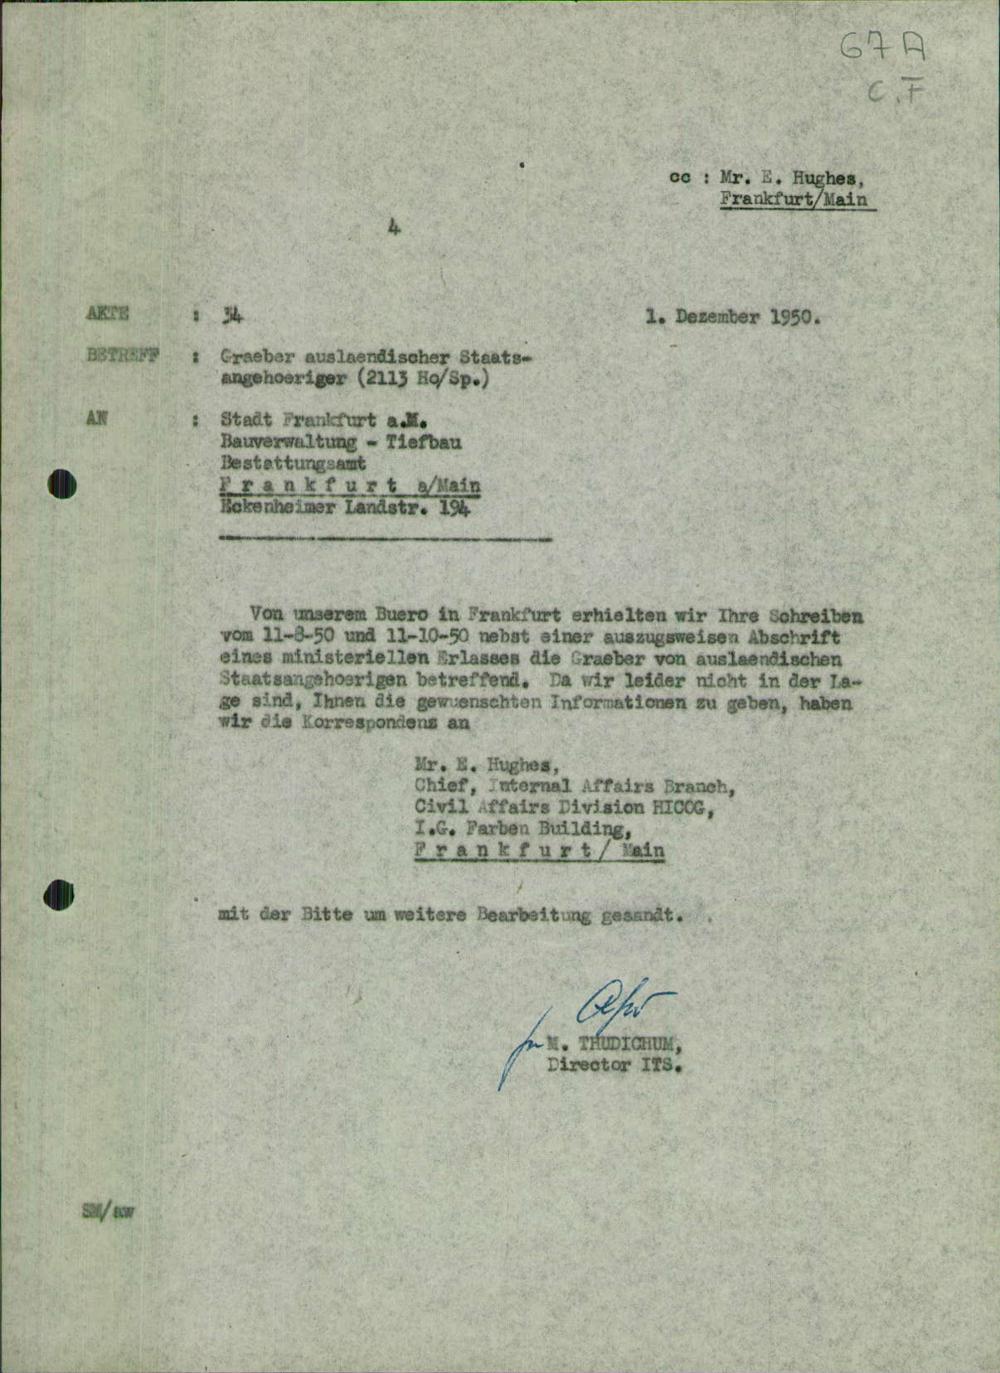 67 A
C.F
cc : Mr. E. Hughes,
Frankfurt/Main
4
AKTE : 34
1. Dezember 1950.
BETREFF : Graeber auslaendischer Staats-
angehoeriger (2113 Ho/Sp.)
AN : Stadt Frankfurt a.M.
Bauverwaltung - Tiefbau
Bestattungsamt
F r a n k f u r t a/Main
Eckenheimer Landstr. 194
Von unserem Buero in Frankfurt erhielten wir Ihre Schreiben
vom 11-8-50 und 11-10-50 nebst einer auszugsweisen Abschrift
eines ministeriellen Erlasses die Graeber von auslaendischen
Staatsangehoerigen betreffend. Da wir leider nicht in der La-
ge sind, Ihnen die gewuenschten Informationen zu geben, haben
wir die Korrespondenz an
Mr. E. Hughes,
Chief, Internal Affairs Branch,
Civil Affairs Division HICOG,
I.G. Farben Building,
F r a n k f u r t / Main
mit der Bitte um weitere Bearbeitung gesandt.
M. THUDICHUM,
Director ITS.
SM/aw